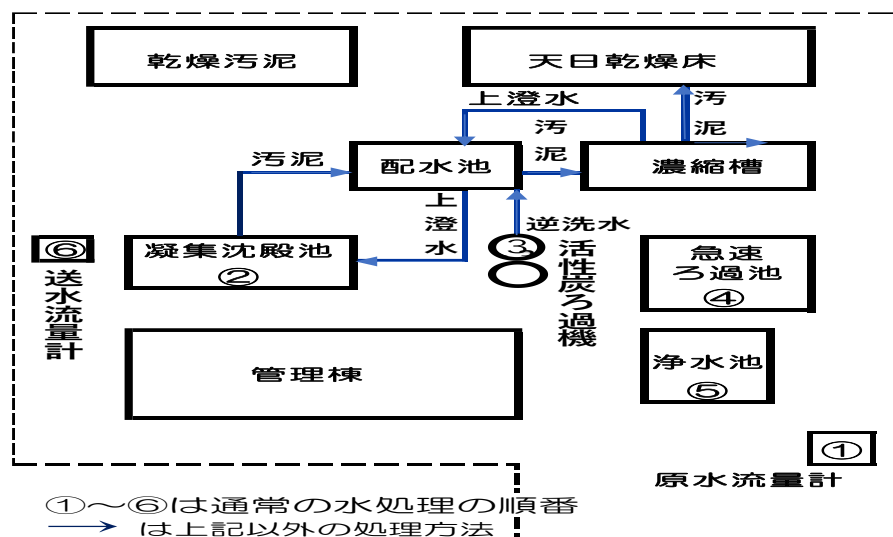 乾燥汚泥
天日乾燥床
上澄水
汚泥
汚泥
汚泥
配水池
濃縮槽
上澄水
逆洗水
⑥
送水流量計
凝集沈殿池
②
③
活性炭ろ過機
急速
ろ過池
④
管理棟
浄水池
⑤
①
原水流量計
①～⑥は通常の水処理の順番
は上記以外の処理方法